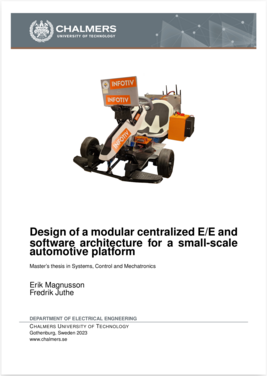 CHALMERS
UNIVERSITY OF TECHNOLOGY
INFOTIV
INFOTIV
Design of a modular centralized E/E and
software architecture for a small-scale
automotive platform
Master's thesis in Systems, Control and Mechatronics
Erik Magnusson
Fredrik Juthe
DEPARTMENT OF ELECTRICAL ENGINEERING
CHALMERS UNIVERSITY OF TECHNOLOGY
Gothenburg, Sweden 2023
www.chalmers.se